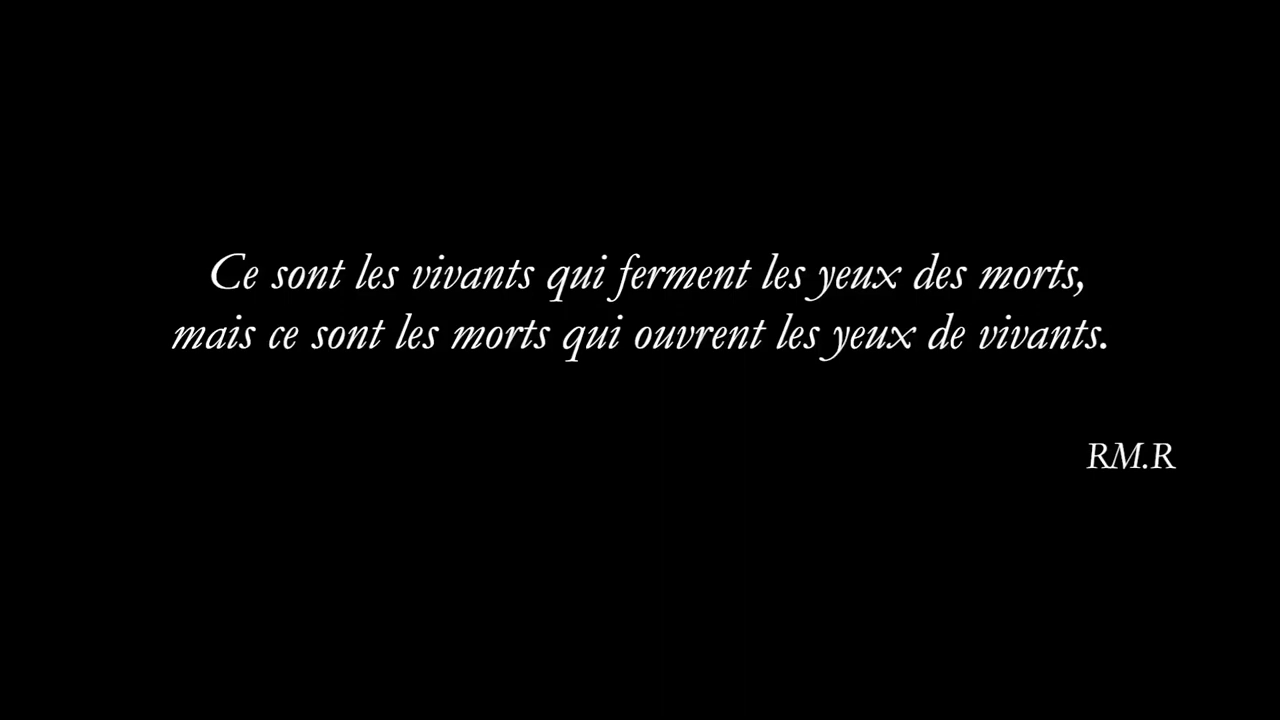 Ce sont les vivants qui ferment les yeux des morts,
mais ce sont les morts qui ouvrent les yeux de vivants.
RM.R